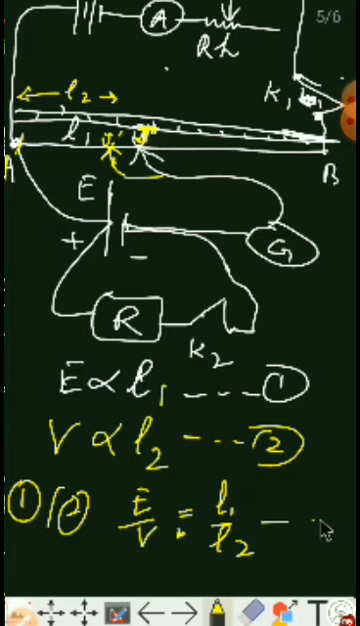 5/6
A
Rh
K₁
l₂
l₁ J' J
A B
E
+ -
G
R
K₂
E ∝ l₁ ---- ①
V ∝ l₂ ---- ②
①/② E/V = l₁/l₂ —
T